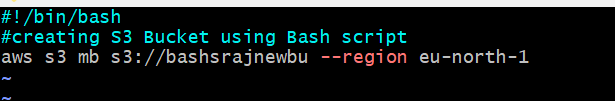 #!/bin/bash
#creating S3 Bucket using Bash script
aws s3 mb s3://bashsrajnewbu --region eu-north-1
~
~